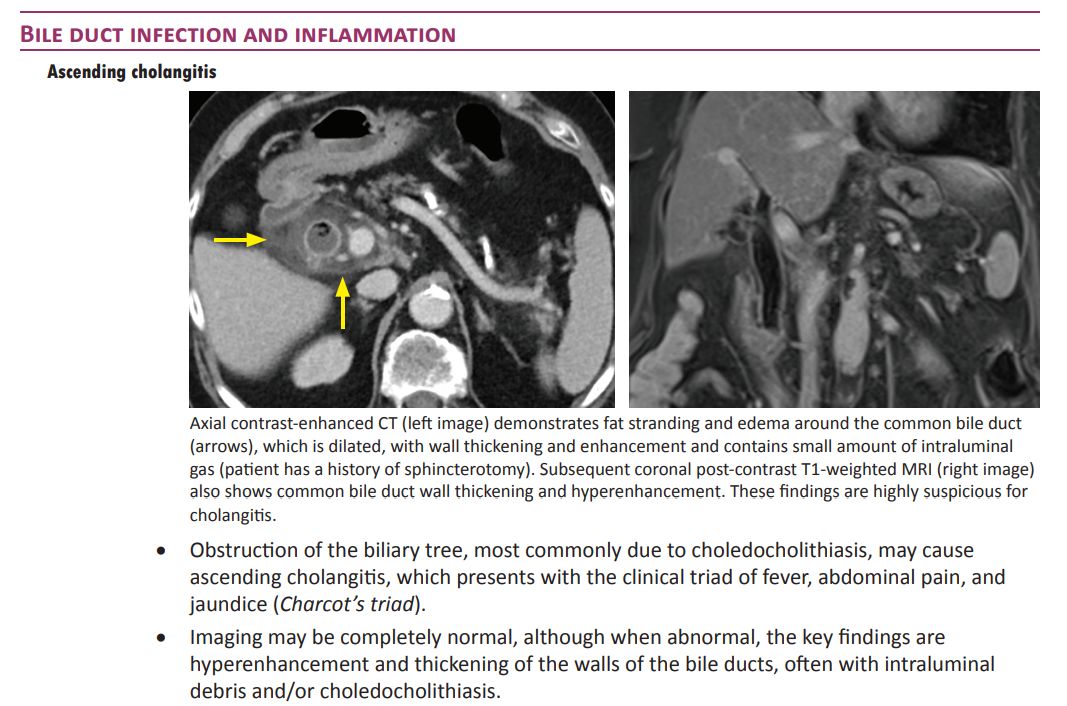 BILE DUCT INFECTION AND INFLAMMATION
Ascending cholangitis
Axial contrast-enhanced CT (left image) demonstrates fat stranding and edema around the common bile duct
(arrows), which is dilated, with wall thickening and enhancement and contains small amount of intraluminal
gas (patient has a history of sphincterotomy). Subsequent coronal post-contrast T1-weighted MRI (right image)
also shows common bile duct wall thickening and hyperenhancement. These findings are highly suspicious for
cholangitis.
• Obstruction of the biliary tree, most commonly due to choledocholithiasis, may cause
ascending cholangitis, which presents with the clinical triad of fever, abdominal pain, and
jaundice (Charcot's triad).
• Imaging may be completely normal, although when abnormal, the key findings are
hyperenhancement and thickening of the walls of the bile ducts, often with intraluminal
debris and/or choledocholithiasis.